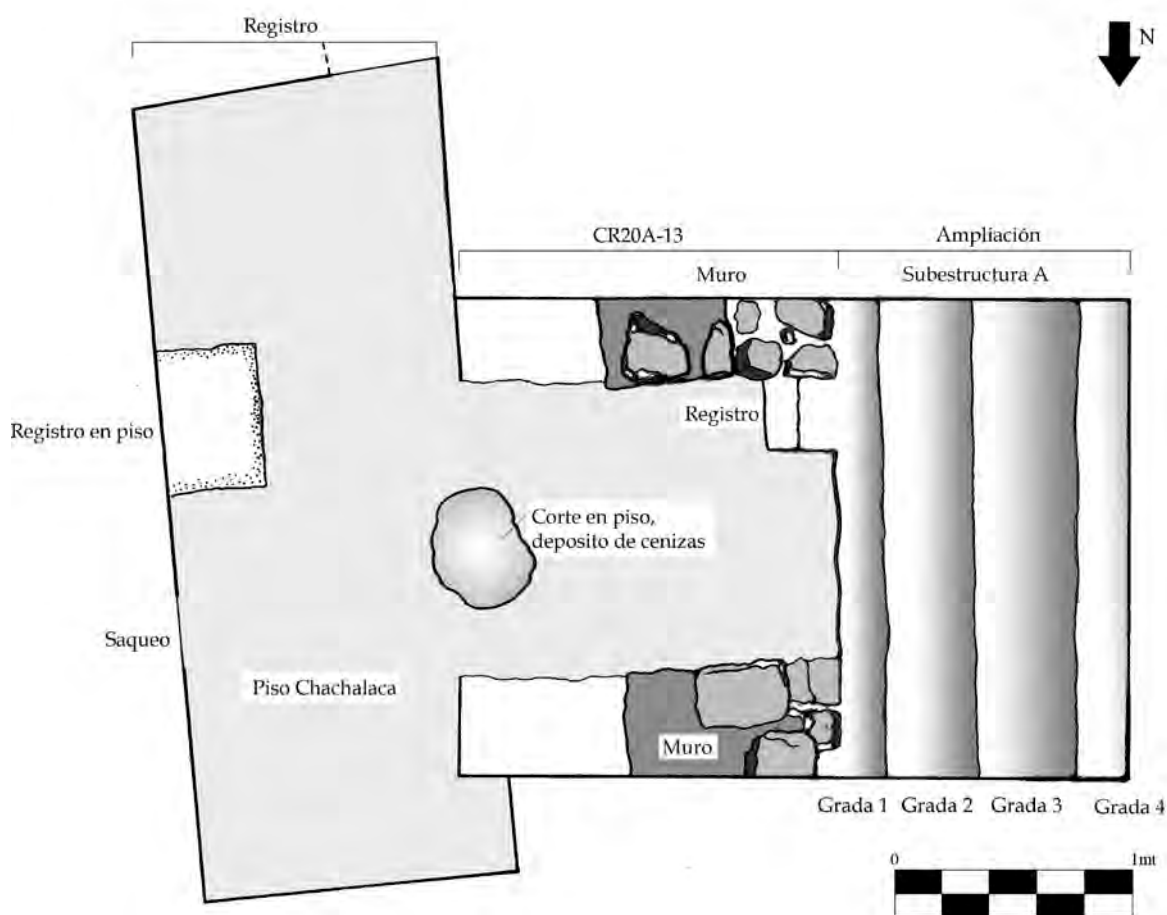 Registro
N
CR20A-13
Ampliación
Muro
Subestructura A
Registro en piso
Registro
Corte en piso,
deposito de cenizas
Saqueo
Piso Chachalaca
Muro
Grada 1
Grada 2
Grada 3
Grada 4
0
1mt